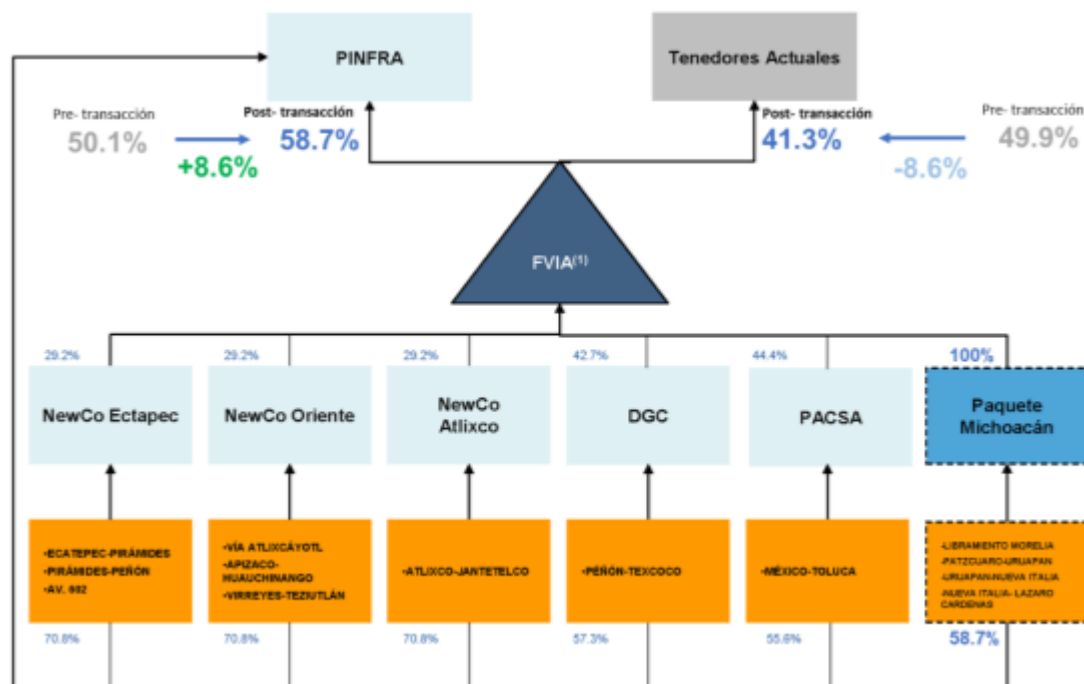 PINFRA
Tenedores Actuales
Pre- transacción
50.1%
+8.6%
Post- transacción
58.7%
Post- transacción
41.3%
-8.6%
Pre- transacción
49.9%
FVIA(1)
29.2%
29.2%
29.2%
42.7%
44.4%
100%
NewCo Ectapec
NewCo Oriente
NewCo
Atlixco
DGC
PACSA
Paquete
Michoacán
•ECATEPEC-PIRÁMIDES
•PIRÁMIDES-PEÑÓN
•AV. 602
•VÍA ATLIXCÁYOTL
•APIZACO-
HUAUCHINANGO
•VIRREYES-TEZIUTLÁN
•ATLIXCO-JANTETELCO
•PÉÑÓN-TEXCOCO
•MÉXICO-TOLUCA
•LIBRAMIENTO MORELIA
•PATZCUARO-URUAPAN
•URUAPAN-NUEVA ITALIA
•NUEVA ITALIA- LAZARO
CARDENAS
70.8%
70.8%
70.8%
57.3%
55.6%
58.7%